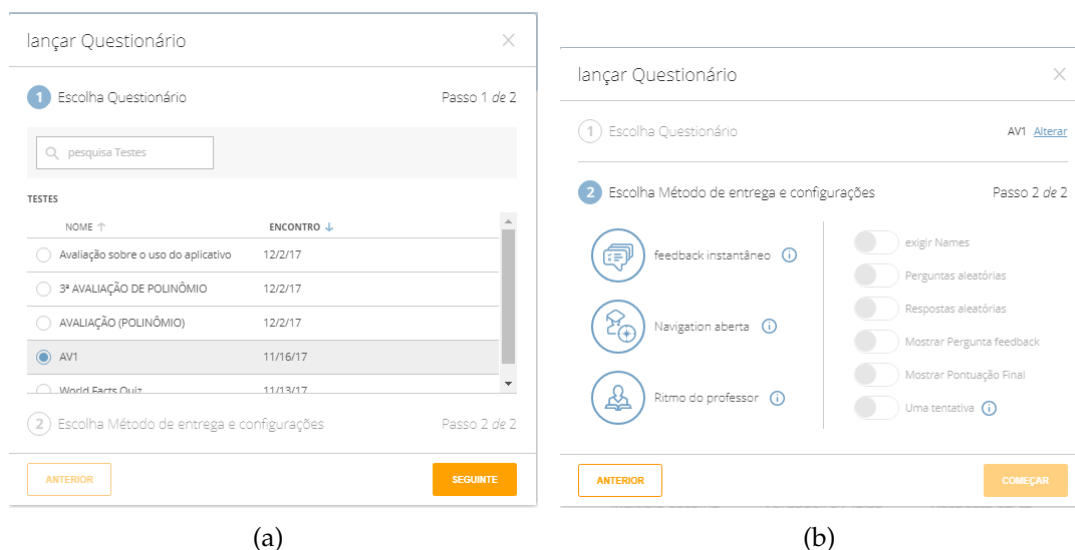 lançar Questionário
1 Escolha Questionário Passo 1 de 2
pesquisa Testes
TESTES
NOME ENCONTRO
Avaliação sobre o uso do aplicativo 12/2/17
3ª AVALIAÇÃO DE POLINÔMIO 12/2/17
AVALIAÇÃO (POLINÔMIO) 12/2/17
AV1 11/16/17
World Facts Quiz 11/13/17
2 Escolha Método de entrega e configurações Passo 2 de 2
ANTERIOR SEGUINTE
(a)
lançar Questionário
1 Escolha Questionário AV1 Alterar
2 Escolha Método de entrega e configurações Passo 2 de 2
feedback instantâneo
Navigation aberta
Ritmo do professor
exigir Names
Perguntas aleatórias
Respostas aleatórias
Mostrar Pergunta feedback
Mostrar Pontuação Final
Uma tentativa
ANTERIOR COMEÇAR
(b)